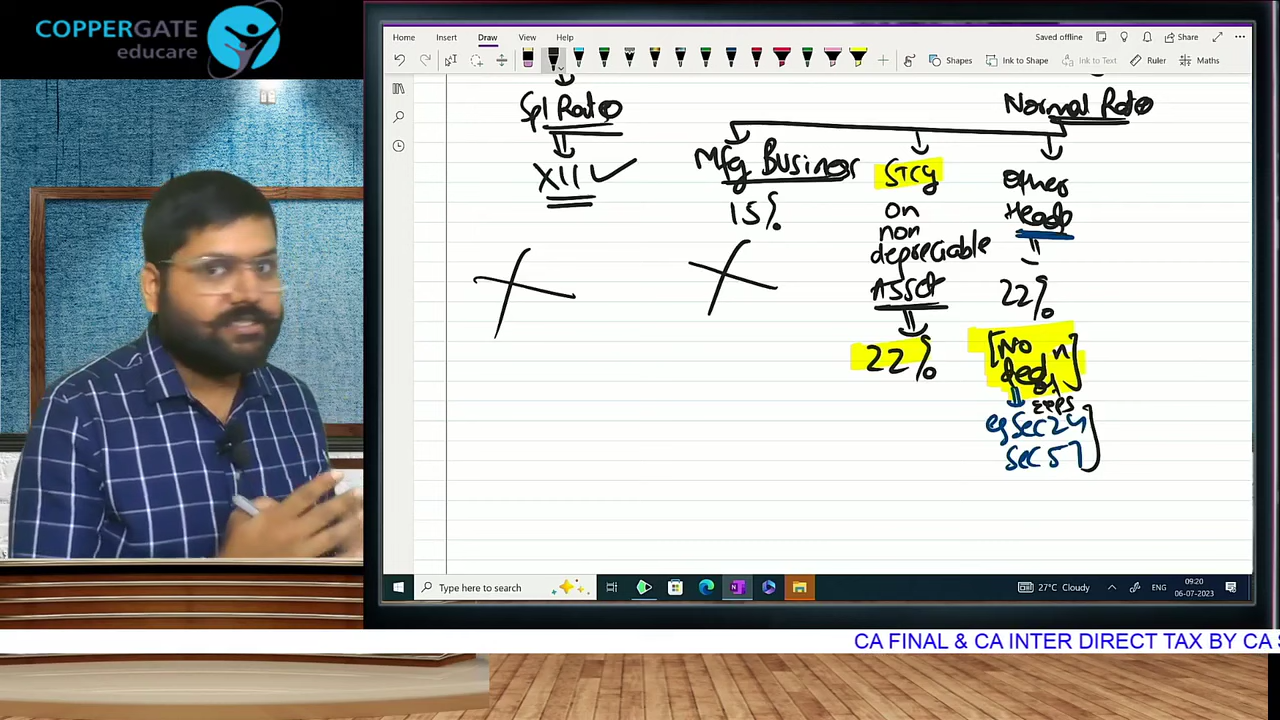 COPPERGATE
educare
Home Insert Draw View Help
Saved offline
Share
Shapes
Ink to Shape
Ink to Text
Ruler
Maths
Spl Rate
XII
Normal Rate
Mfg Business
15%
STCG
on
non
depreciable
Asset
22%
Other
Heads
22%
[No
dedn]
of
Exps
eg Sec 24
Sec 57
Type here to search
27°C Cloudy
ENG
09:20
06-07-2023
CA FINAL & CA INTER DIRECT TAX BY CA S